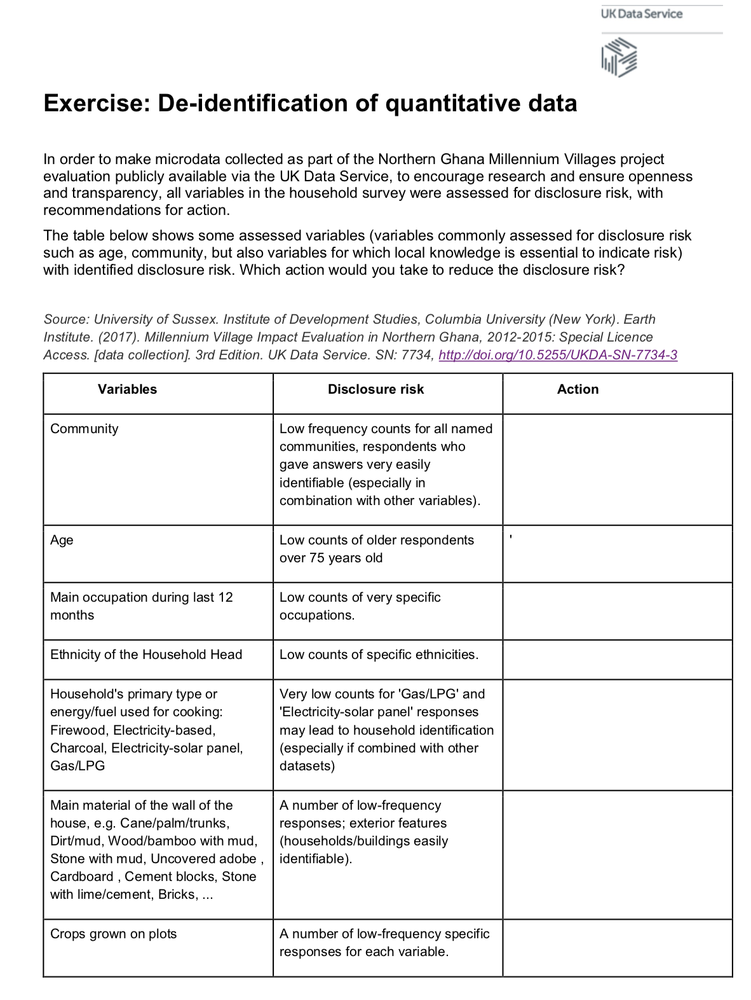 UK Data Service
Exercise: De-identification of quantitative data
In order to make microdata collected as part of the Northern Ghana Millennium Villages project
evaluation publicly available via the UK Data Service, to encourage research and ensure openness
and transparency, all variables in the household survey were assessed for disclosure risk, with
recommendations for action.
The table below shows some assessed variables (variables commonly assessed for disclosure risk
such as age, community, but also variables for which local knowledge is essential to indicate risk)
with identified disclosure risk. Which action would you take to reduce the disclosure risk?
Source: University of Sussex. Institute of Development Studies, Columbia University (New York). Earth
Institute. (2017). Millennium Village Impact Evaluation in Northern Ghana, 2012-2015: Special Licence
Access. [data collection]. 3rd Edition. UK Data Service. SN: 7734, http://doi.org/10.5255/UKDA-SN-7734-3
Variables
Disclosure risk
Action
Community
Low frequency counts for all named
communities, respondents who
gave answers very easily
identifiable (especially in
combination with other variables).
Age
Low counts of older respondents
over 75 years old
'
Main occupation during last 12
months
Low counts of very specific
occupations.
Ethnicity of the Household Head
Low counts of specific ethnicities.
Household's primary type or
energy/fuel used for cooking:
Firewood, Electricity-based,
Charcoal, Electricity-solar panel,
Gas/LPG
Very low counts for 'Gas/LPG' and
'Electricity-solar panel' responses
may lead to household identification
(especially if combined with other
datasets)
Main material of the wall of the
house, e.g. Cane/palm/trunks,
Dirt/mud, Wood/bamboo with mud,
Stone with mud, Uncovered adobe ,
Cardboard , Cement blocks, Stone
with lime/cement, Bricks, ...
A number of low-frequency
responses; exterior features
(households/buildings easily
identifiable).
Crops grown on plots
A number of low-frequency specific
responses for each variable.